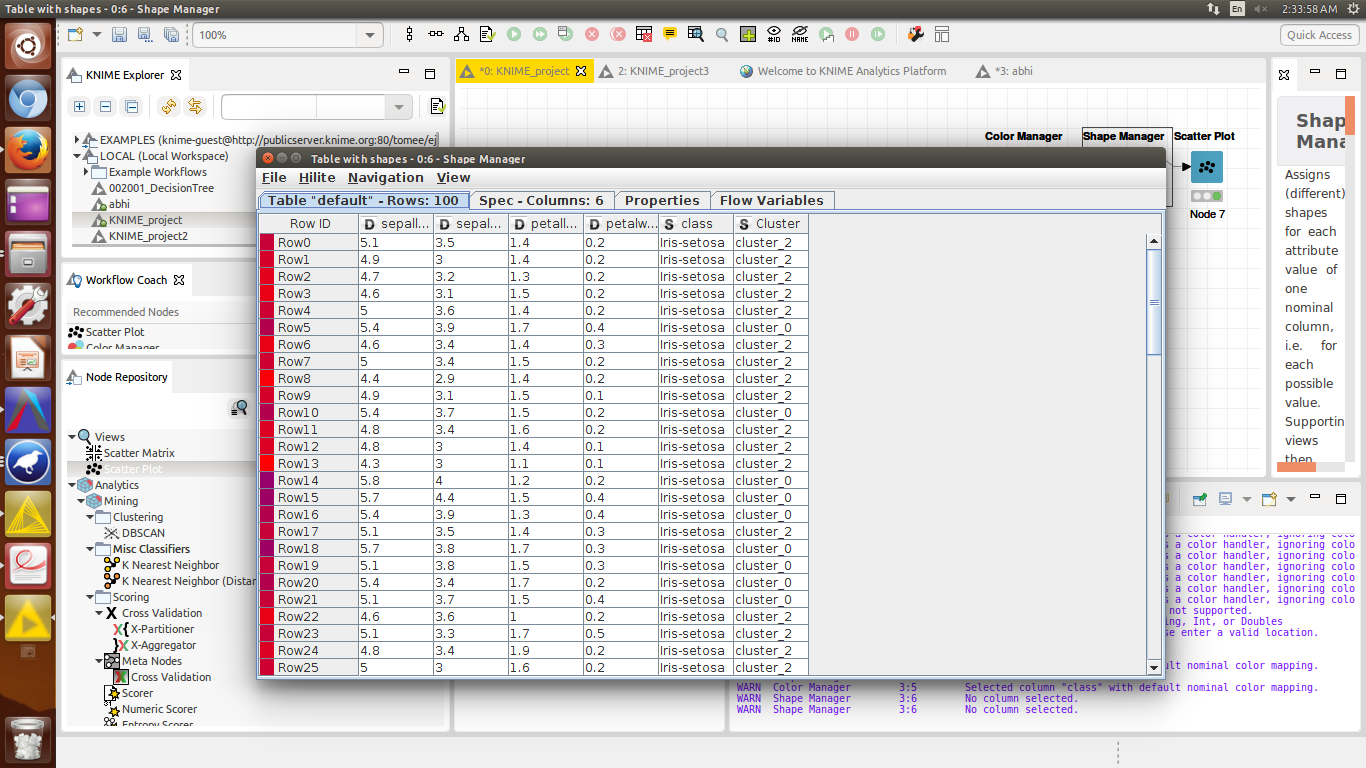 Table with shapes - 0:6 - Shape Manager
En
2:33:58 AM
100%
#ID
NAME
Quick Access
KNIME Explorer
*0: KNIME_project
2: KNIME_project3
Welcome to KNIME Analytics Platform
*3: abhi
EXAMPLES (knime-guest@http://publicserver.knime.org:80/tomee/ej
LOCAL (Local Workspace)
Example Workflows
002001_DecisionTree
abhi
KNIME_project
KNIME_project2
Workflow Coach
Recommended Nodes
Scatter Plot
Color Manager
Node Repository
Views
Scatter Matrix
Scatter Plot
Analytics
Mining
Clustering
DBSCAN
Misc Classifiers
K Nearest Neighbor
K Nearest Neighbor (Distan
Scoring
Cross Validation
X-Partitioner
X-Aggregator
Meta Nodes
Cross Validation
Scorer
Numeric Scorer
Entropy Scorer
Color Manager
Shape Manager
Scatter Plot
Node 7
Table with shapes - 0:6 - Shape Manager
File Hilite Navigation View
Table "default" - Rows: 100
Spec - Columns: 6
Properties
Flow Variables
Row ID D sepall... D sepal... D petall... D petalw... S class S Cluster
Row0 5.1 3.5 1.4 0.2 Iris-setosa cluster_2
Row1 4.9 3 1.4 0.2 Iris-setosa cluster_2
Row2 4.7 3.2 1.3 0.2 Iris-setosa cluster_2
Row3 4.6 3.1 1.5 0.2 Iris-setosa cluster_2
Row4 5 3.6 1.4 0.2 Iris-setosa cluster_2
Row5 5.4 3.9 1.7 0.4 Iris-setosa cluster_0
Row6 4.6 3.4 1.4 0.3 Iris-setosa cluster_2
Row7 5 3.4 1.5 0.2 Iris-setosa cluster_2
Row8 4.4 2.9 1.4 0.2 Iris-setosa cluster_2
Row9 4.9 3.1 1.5 0.1 Iris-setosa cluster_2
Row10 5.4 3.7 1.5 0.2 Iris-setosa cluster_0
Row11 4.8 3.4 1.6 0.2 Iris-setosa cluster_2
Row12 4.8 3 1.4 0.1 Iris-setosa cluster_2
Row13 4.3 3 1.1 0.1 Iris-setosa cluster_2
Row14 5.8 4 1.2 0.2 Iris-setosa cluster_0
Row15 5.7 4.4 1.5 0.4 Iris-setosa cluster_0
Row16 5.4 3.9 1.3 0.4 Iris-setosa cluster_0
Row17 5.1 3.5 1.4 0.3 Iris-setosa cluster_2
Row18 5.7 3.8 1.7 0.3 Iris-setosa cluster_0
Row19 5.1 3.8 1.5 0.3 Iris-setosa cluster_0
Row20 5.4 3.4 1.7 0.2 Iris-setosa cluster_0
Row21 5.1 3.7 1.5 0.4 Iris-setosa cluster_0
Row22 4.6 3.6 1 0.2 Iris-setosa cluster_2
Row23 5.1 3.3 1.7 0.5 Iris-setosa cluster_2
Row24 4.8 3.4 1.9 0.2 Iris-setosa cluster_2
Row25 5 3 1.6 0.2 Iris-setosa cluster_2
Shap
Mana
Assigns
(different)
shapes
for each
attribute
value of
one
nominal
column,
i.e. for
each
possible
value.
Supportin
views
then
s a color handler, ignoring colo
s a color handler, ignoring colo
s a color handler, ignoring colo
s a color handler, ignoring colo
s a color handler, ignoring colo
s a color handler, ignoring colo
s a color handler, ignoring colo
not supported.
ing, Int, or Doubles
se enter a valid location.
ult nominal color mapping.
WARN Color Manager 3:5 Selected column "class" with default nominal color mapping.
WARN Shape Manager 3:6 No column selected.
WARN Shape Manager 3:6 No column selected.